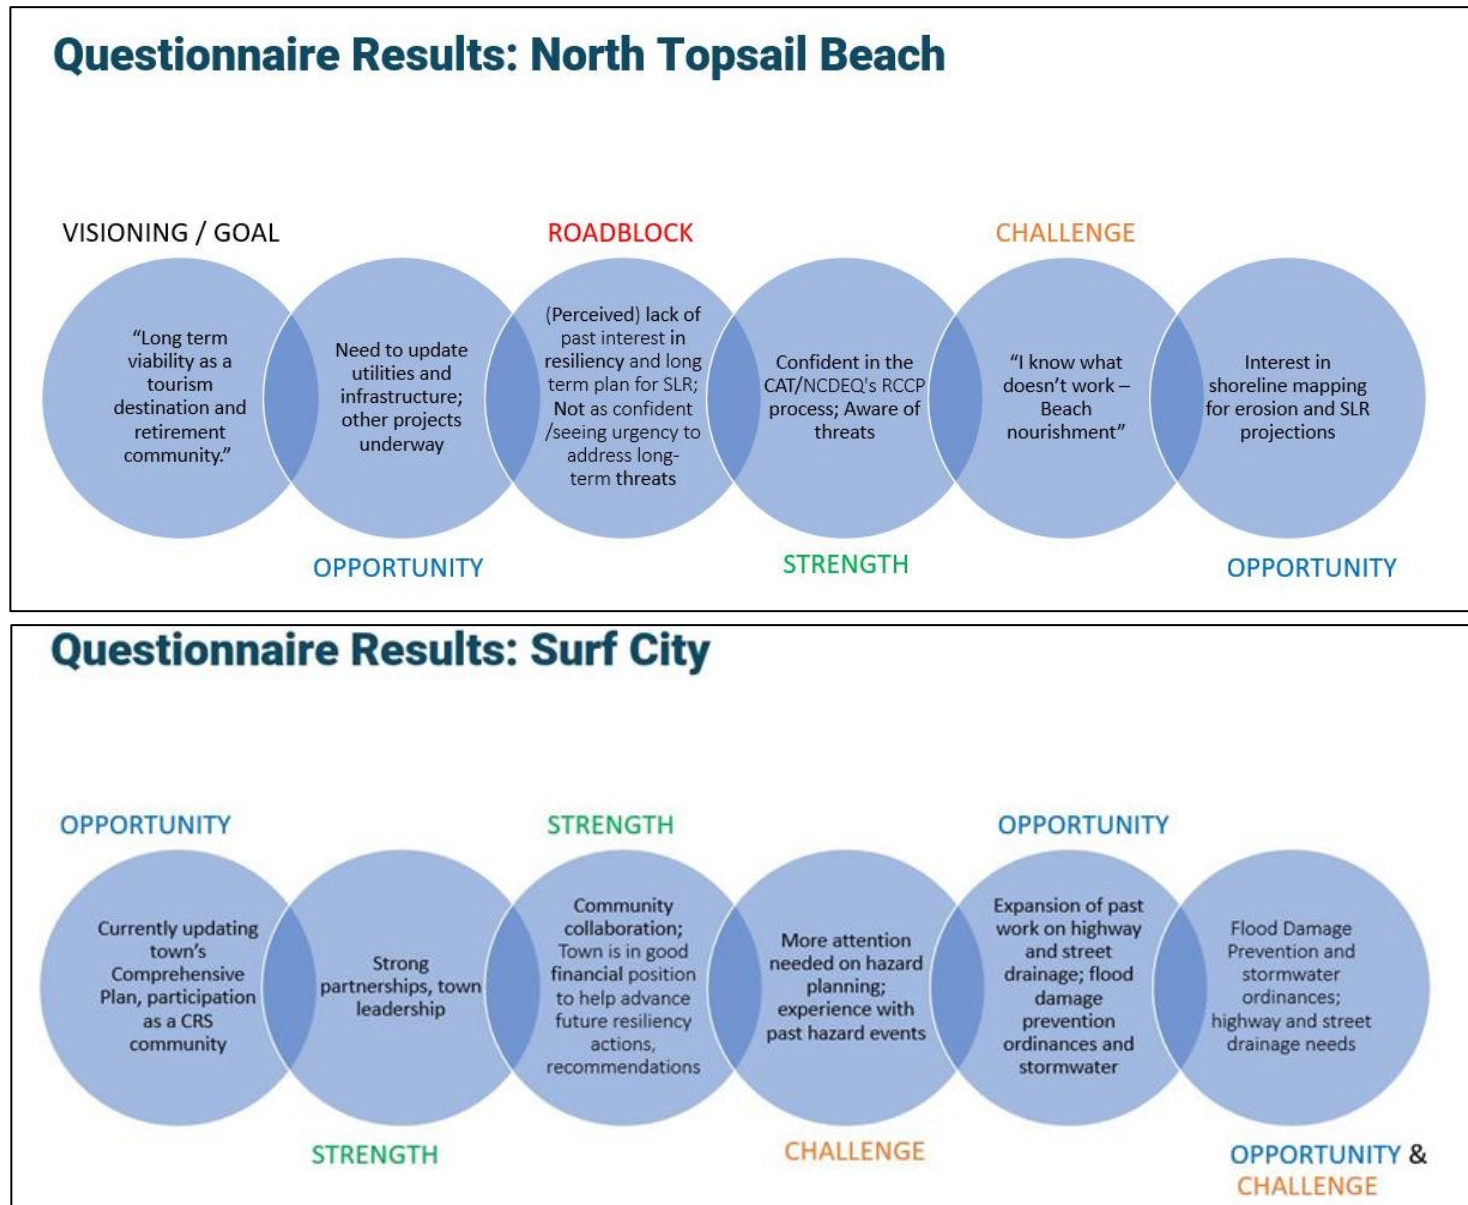 Questionnaire Results: North Topsail Beach
VISIONING / GOAL
"Long term
viability as a
tourism
destination and
retirement
community."
OPPORTUNITY
Need to update
utilities and
infrastructure;
other projects
underway
ROADBLOCK
(Perceived) lack of
past interest in
resiliency and long
term plan for SLR;
Not as confident
/seeing urgency to
address long-
term threats
STRENGTH
Confident in the
CAT/NCDEQ's RCCP
process; Aware of
threats
CHALLENGE
"I know what
doesn't work –
Beach
nourishment"
OPPORTUNITY
Interest in
shoreline mapping
for erosion and SLR
projections
Questionnaire Results: Surf City
OPPORTUNITY
Currently updating
town's
Comprehensive
Plan, participation
as a CRS
community
STRENGTH
Strong
partnerships, town
leadership
STRENGTH
Community
collaboration;
Town is in good
financial position
to help advance
future resiliency
actions,
recommendations
CHALLENGE
More attention
needed on hazard
planning;
experience with
past hazard events
OPPORTUNITY
Expansion of past
work on highway
and street
drainage; flood
damage
prevention
ordinances and
stormwater
OPPORTUNITY &
CHALLENGE
Flood Damage
Prevention and
stormwater
ordinances;
highway and street
drainage needs